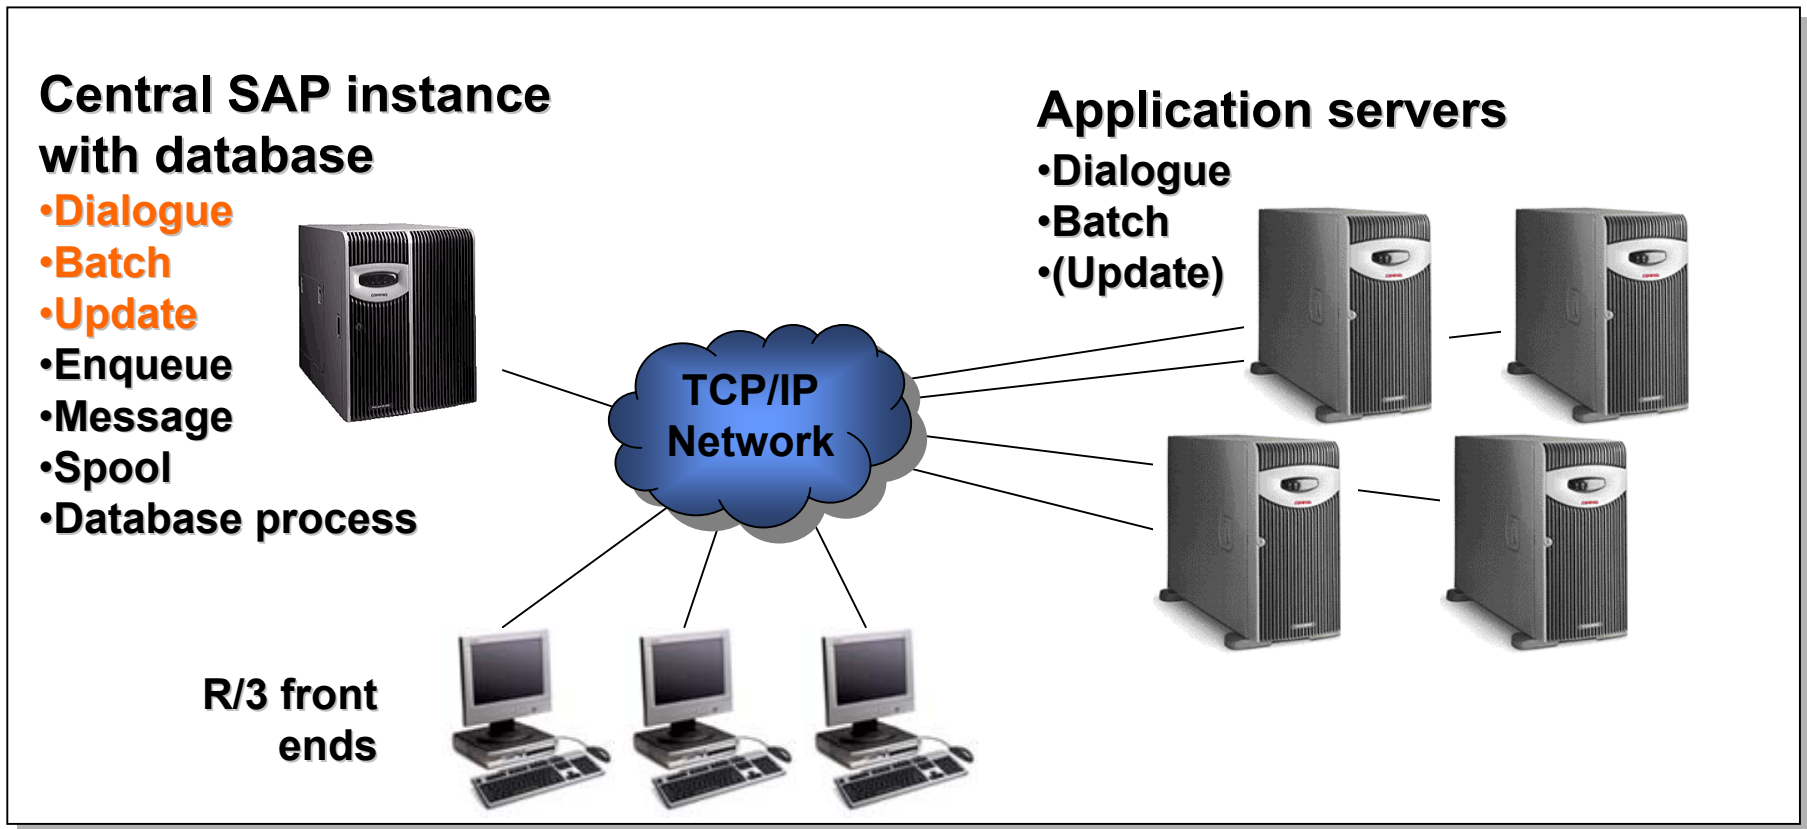 Central SAP instance
with database
•Dialogue
•Batch
•Update
•Enqueue
•Message
•Spool
•Database process
Application servers
•Dialogue
•Batch
•(Update)
TCP/IP
Network
R/3 front
ends